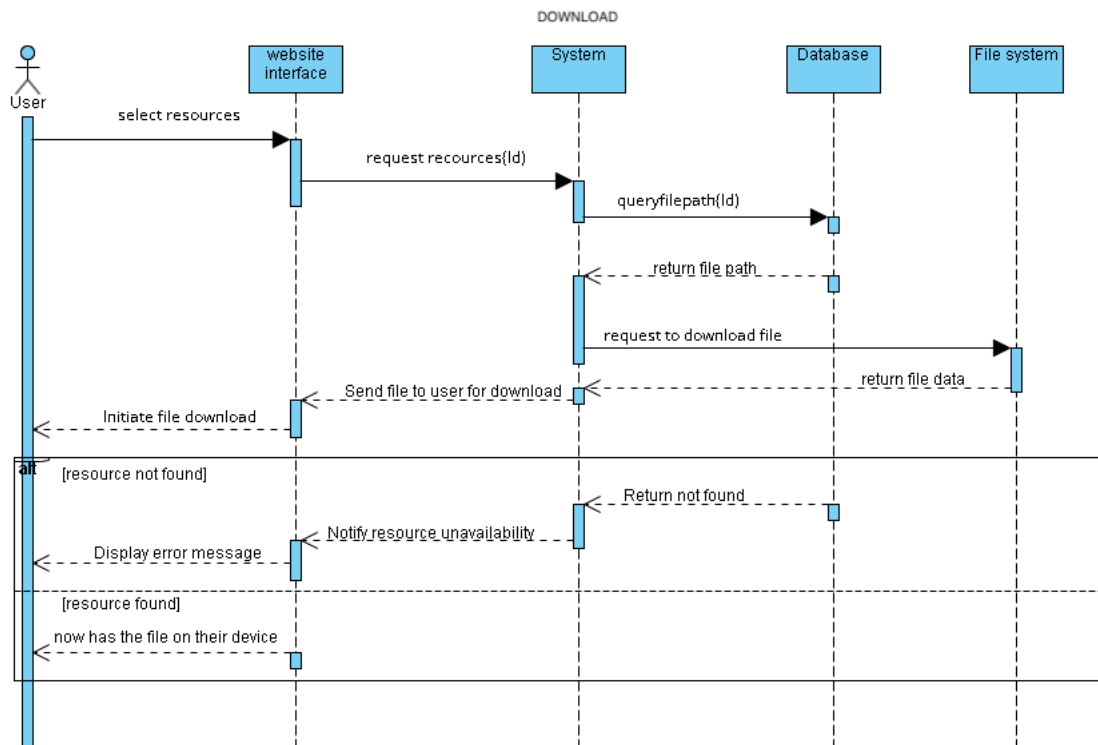 DOWNLOAD
User
website
interface
System
Database
File system
select resources
request recources(Id)
queryfilepath(Id)
return file path
request to download file
return file data
Send file to user for download
Initiate file download
alt
[resource not found]
Return not found
Notify resource unavailability
Display error message
[resource found]
now has the file on their device